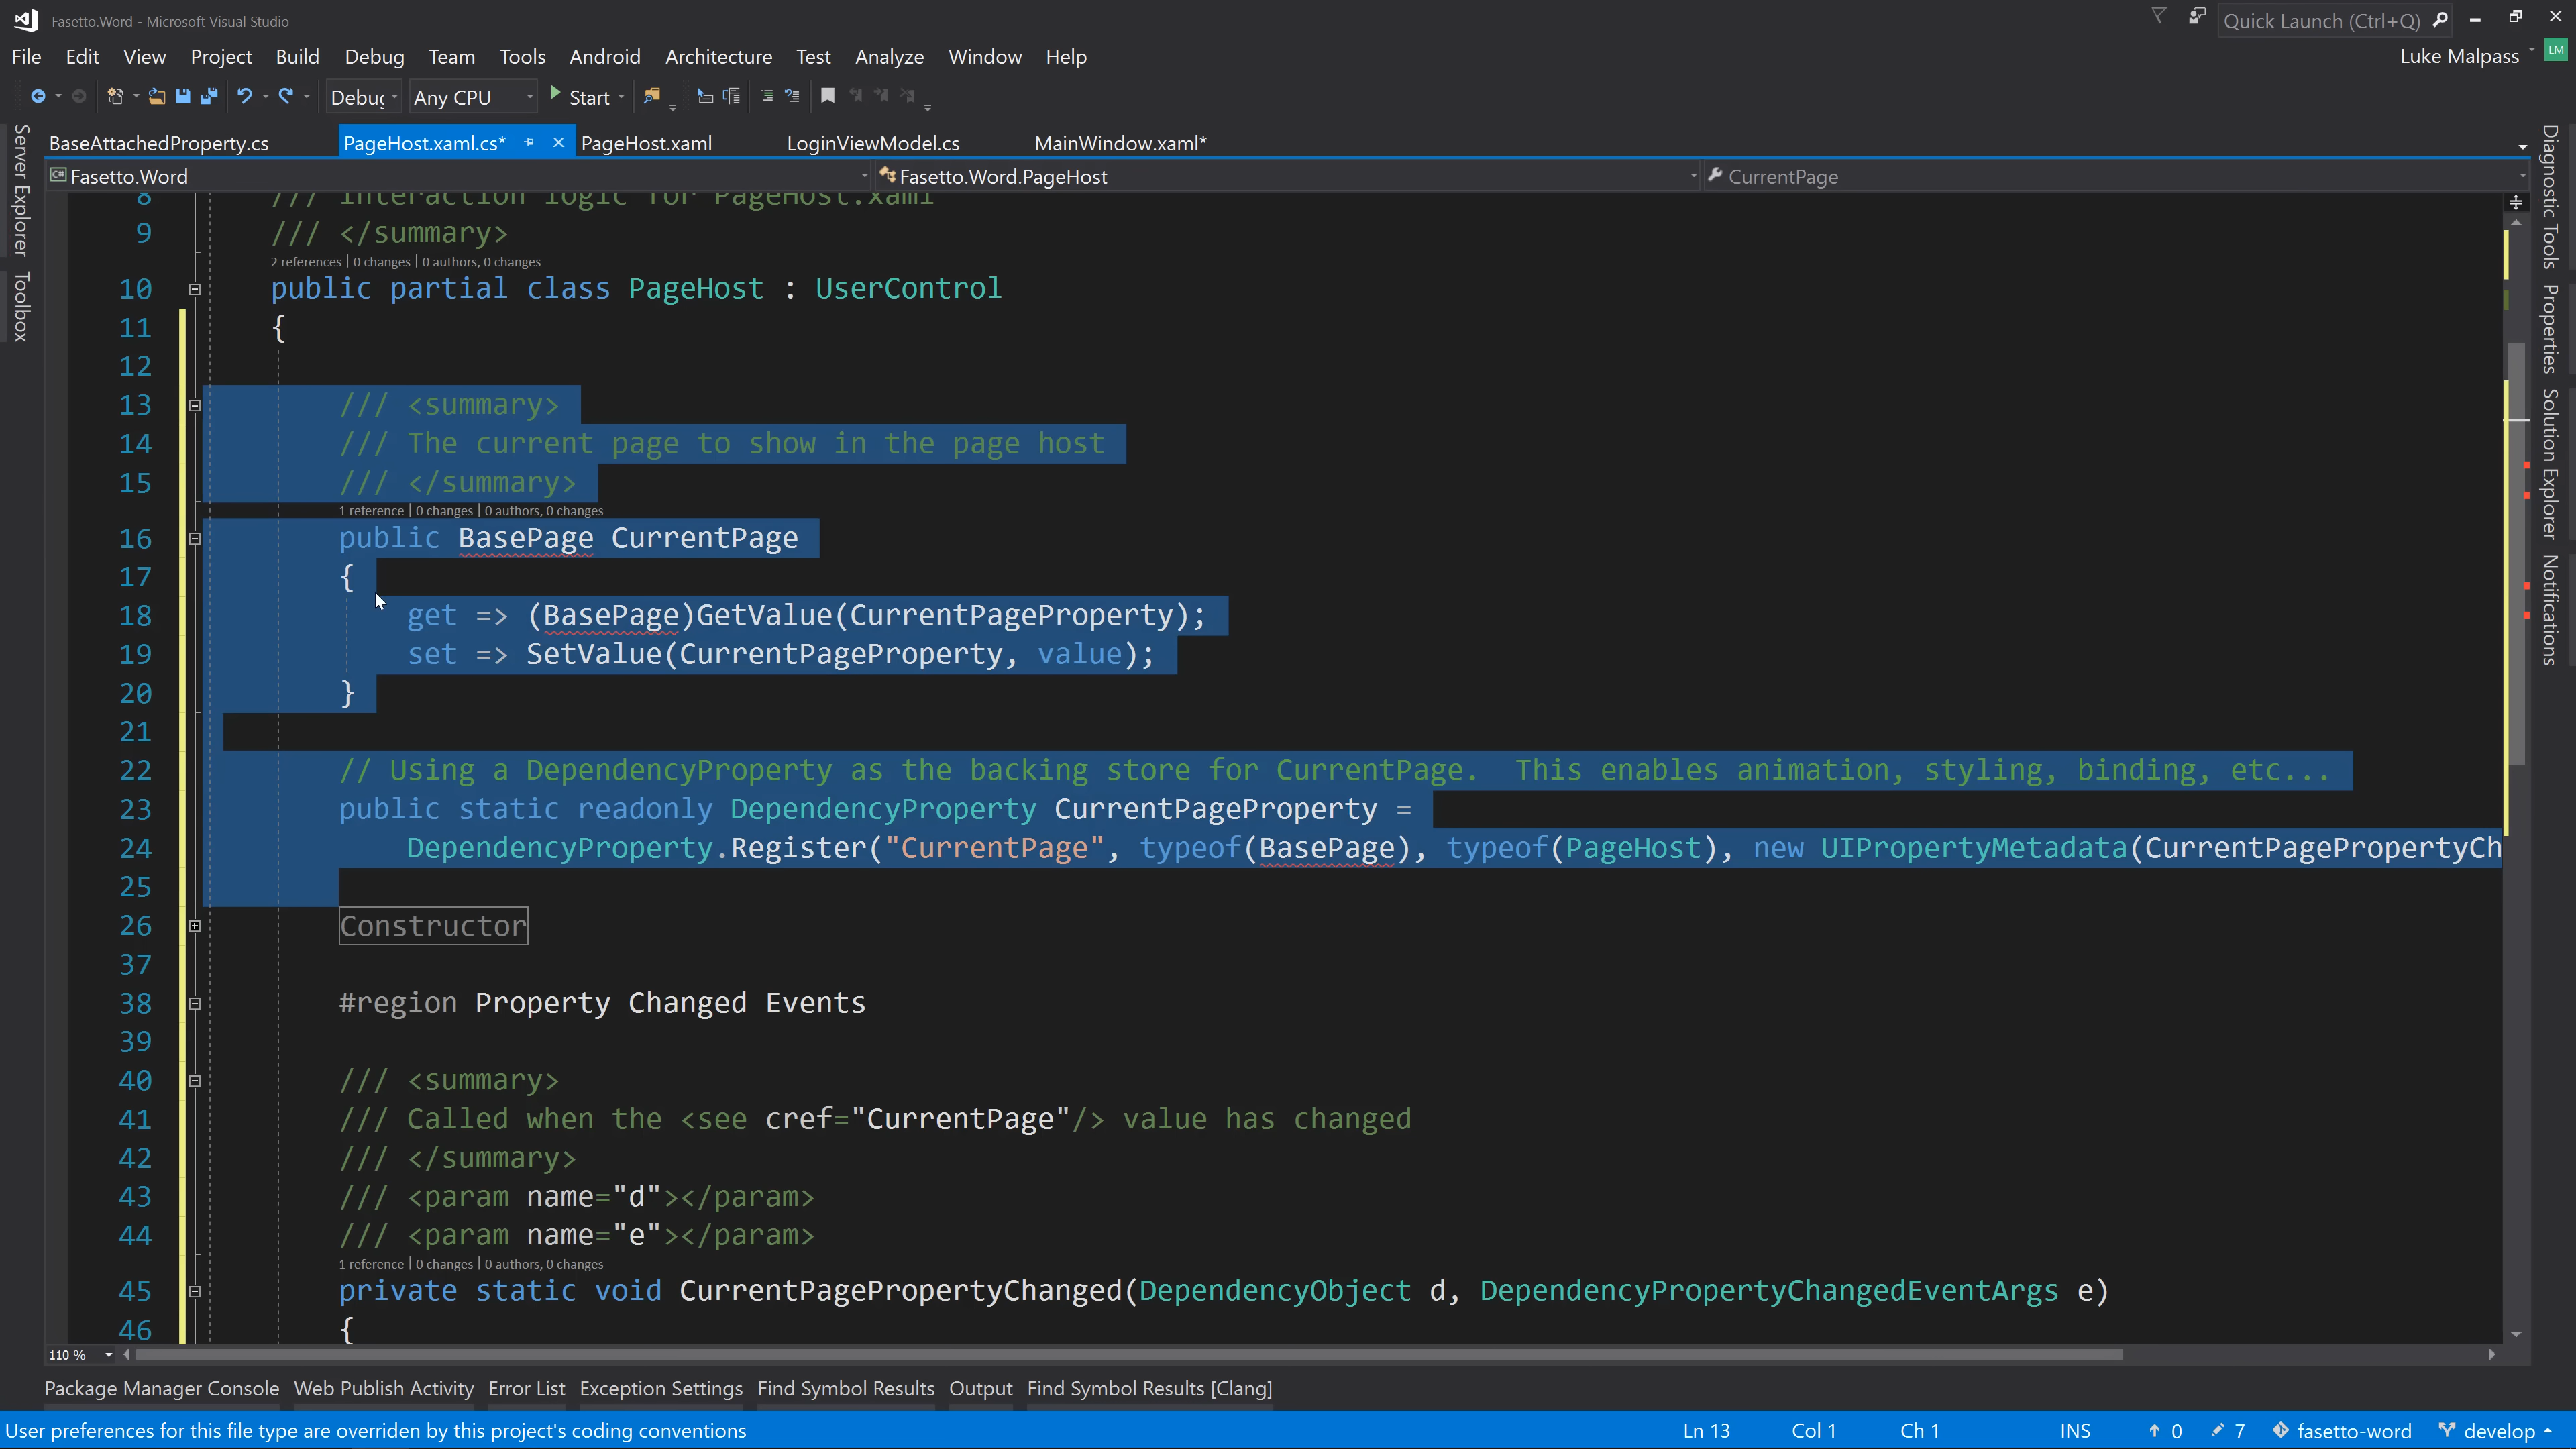 Fasetto.Word - Microsoft Visual Studio
Quick Launch (Ctrl+Q)
File Edit View Project Build Debug Team Tools Android Architecture Test Analyze Window Help
Luke Malpass LM
Debug Any CPU Start
BaseAttachedProperty.cs PageHost.xaml.cs* PageHost.xaml LoginViewModel.cs MainWindow.xaml*
Fasetto.Word Fasetto.Word.PageHost CurrentPage
Server Explorer
Toolbox
Diagnostic Tools
Properties
Solution Explorer
Notifications
8 /// Interaction logic for PageHost.xaml
9 /// </summary>
2 references | 0 changes | 0 authors, 0 changes
10 public partial class PageHost : UserControl
11 {
12
13 /// <summary>
14 /// The current page to show in the page host
15 /// </summary>
1 reference | 0 changes | 0 authors, 0 changes
16 public BasePage CurrentPage
17 {
18 get => (BasePage)GetValue(CurrentPageProperty);
19 set => SetValue(CurrentPageProperty, value);
20 }
21
22 // Using a DependencyProperty as the backing store for CurrentPage.  This enables animation, styling, binding, etc...
23 public static readonly DependencyProperty CurrentPageProperty =
24 DependencyProperty.Register("CurrentPage", typeof(BasePage), typeof(PageHost), new UIPropertyMetadata(CurrentPagePropertyCh
25
26 Constructor
37
38 #region Property Changed Events
39
40 /// <summary>
41 /// Called when the <see cref="CurrentPage"/> value has changed
42 /// </summary>
43 /// <param name="d"></param>
44 /// <param name="e"></param>
1 reference | 0 changes | 0 authors, 0 changes
45 private static void CurrentPagePropertyChanged(DependencyObject d, DependencyPropertyChangedEventArgs e)
46 {
110 %
Package Manager Console Web Publish Activity Error List Exception Settings Find Symbol Results Output Find Symbol Results [Clang]
User preferences for this file type are overriden by this project's coding conventions Ln 13 Col 1 Ch 1 INS 0 7 fasetto-word develop